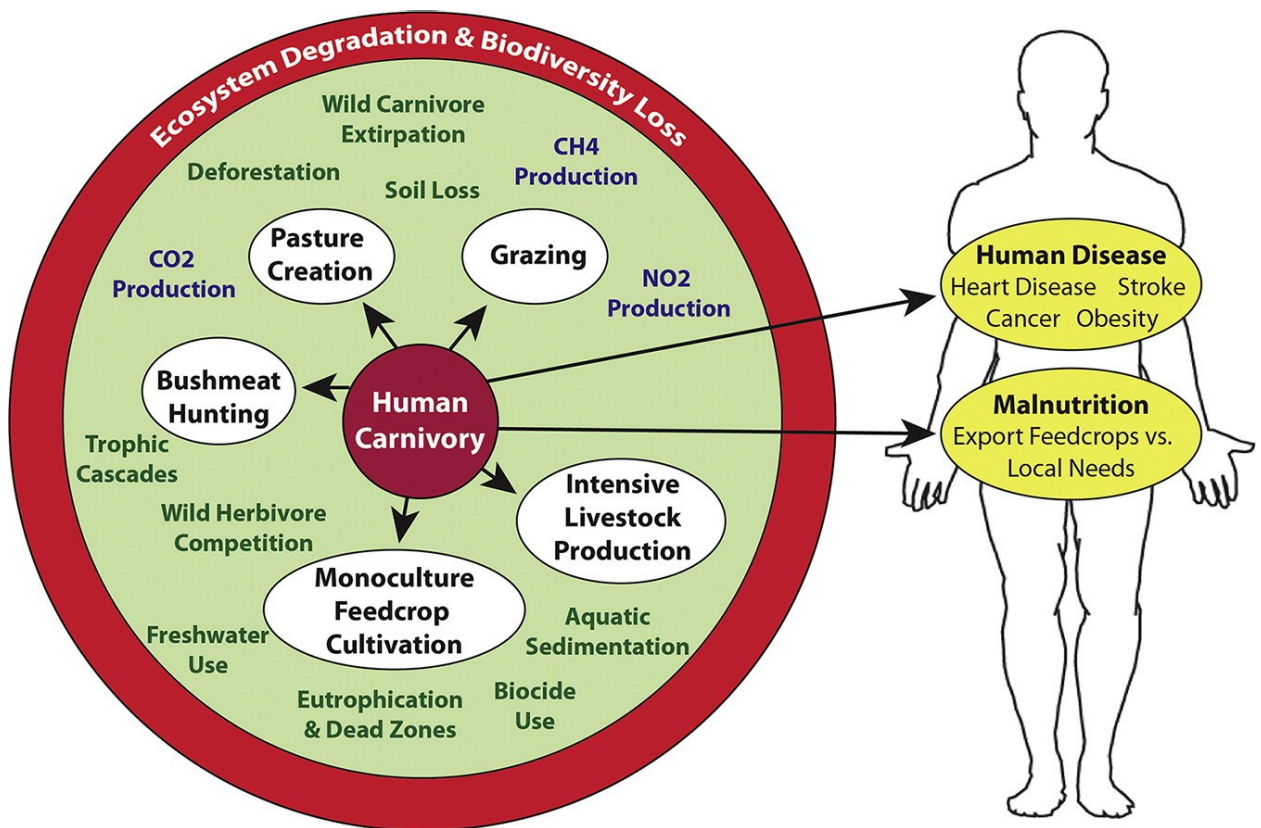 Ecosystem Degradation & Biodiversity Loss
Wild Carnivore
Extirpation
CH4
Production
Deforestation
Soil Loss
Pasture
Creation
Grazing
CO2
Production
NO2
Production
Bushmeat
Hunting
Human
Carnivory
Trophic
Cascades
Wild Herbivore
Competition
Intensive
Livestock
Production
Monoculture
Feedcrop
Cultivation
Aquatic
Sedimentation
Freshwater
Use
Eutrophication
& Dead Zones
Biocide
Use
Human Disease
Heart Disease Stroke
Cancer Obesity
Malnutrition
Export Feedcrops vs.
Local Needs